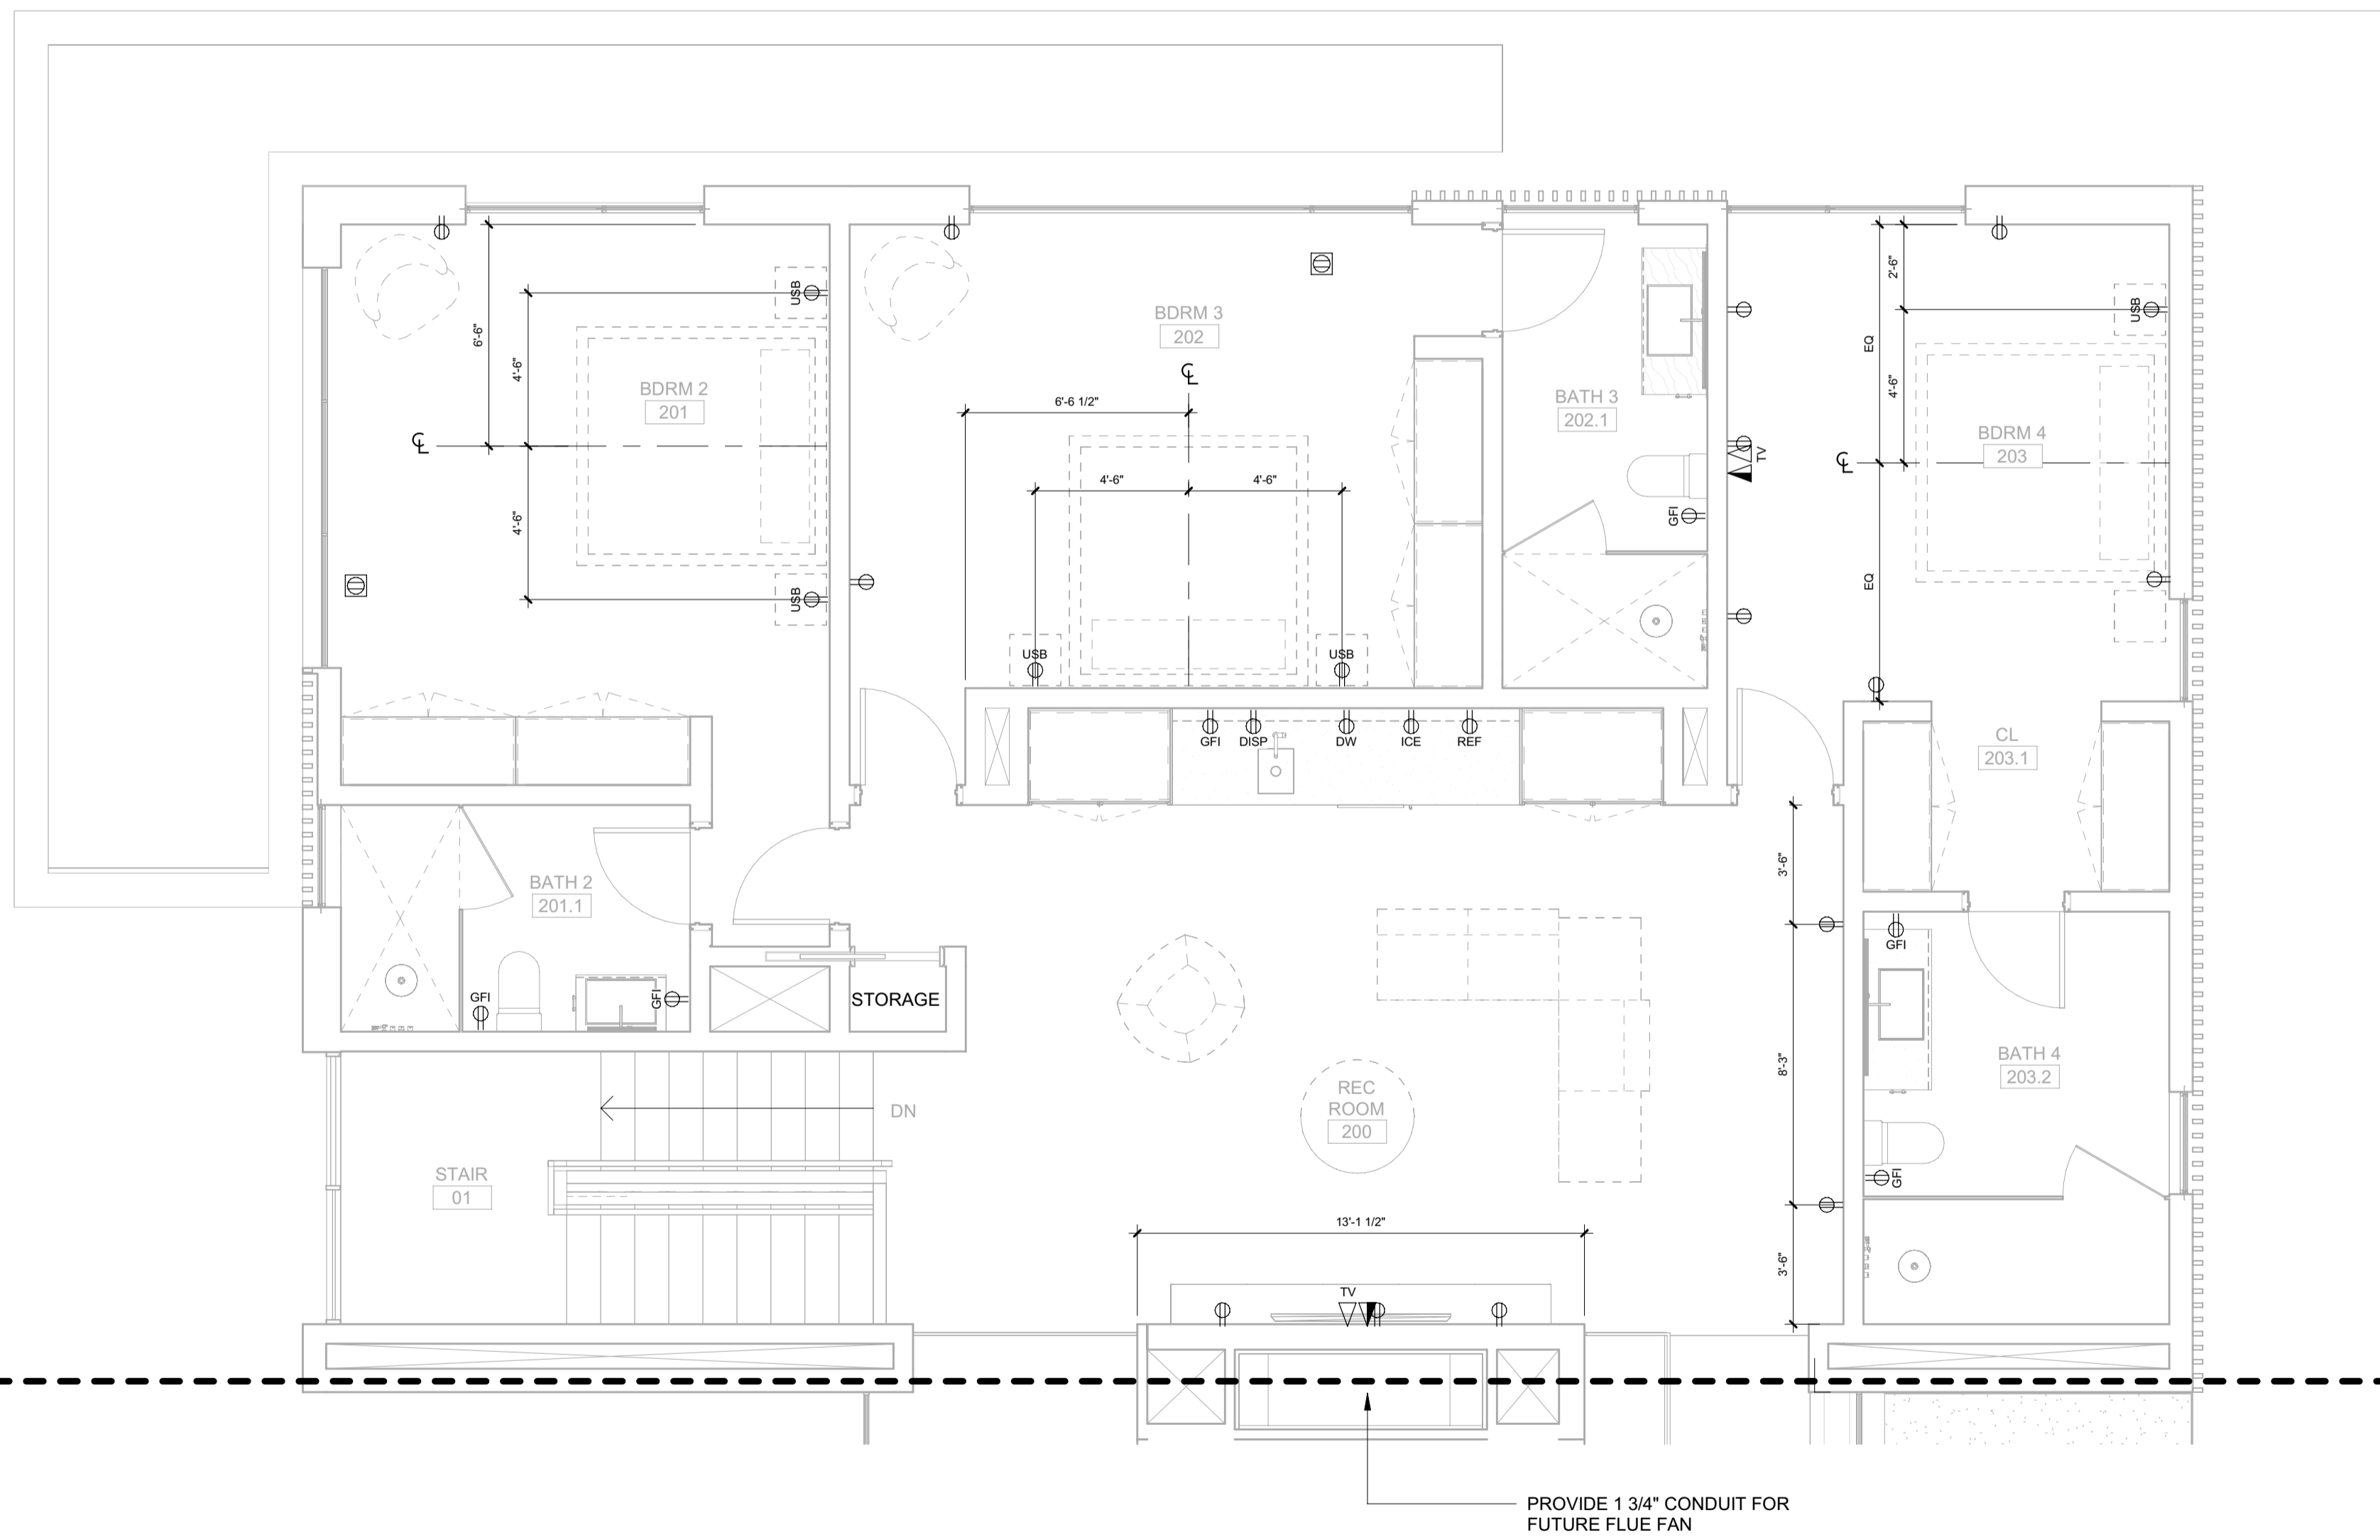 6'-6"
USB
4'-6"
BDRM 2
201
℄
4'-6"
USB
BDRM 3
202
℄
6'-6 1/2"
4'-6"
4'-6"
USB
USB
BATH 3
202.1
GFI
TV
2'-6"
USB
EQ
4'-6"
BDRM 4
203
℄
EQ
GFI
DISP
DW
ICE
REF
CL
203.1
3'-6"
BATH 2
201.1
GFI
GFI
STORAGE
GFI
8'-3"
BATH 4
203.2
GFI
REC
ROOM
200
DN
STAIR
01
13'-1 1/2"
3'-6"
TV
PROVIDE 1 3/4" CONDUIT FOR
FUTURE FLUE FAN